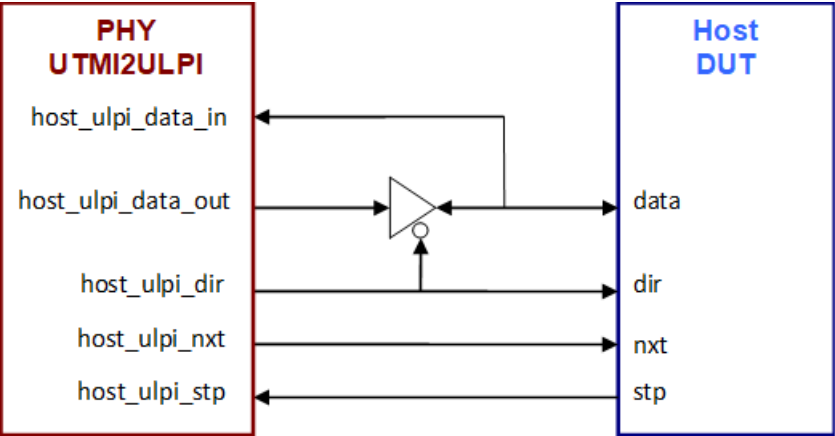 PHY
UTMI2ULPI
host_ulpi_data_in
host_ulpi_data_out
host_ulpi_dir
host_ulpi_nxt
host_ulpi_stp
Host
DUT
data
dir
nxt
stp